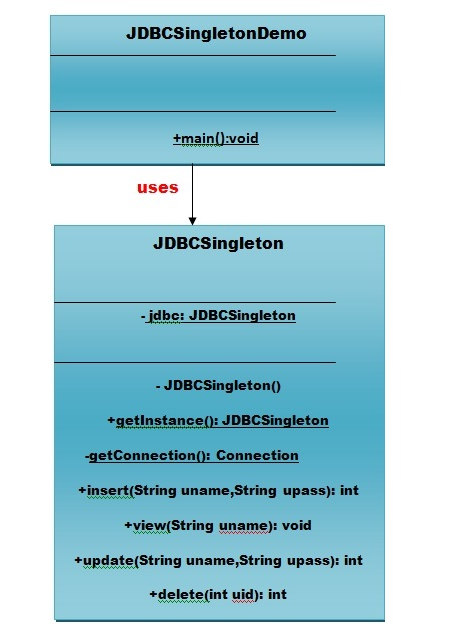 JDBCSingletonDemo
+main():void
uses
JDBCSingleton
- jdbc: JDBCSingleton
- JDBCSingleton()
+getInstance(): JDBCSingleton
-getConnection(): Connection
+insert(String uname,String upass): int
+view(String uname): void
+update(String uname,String upass): int
+delete(int uid): int